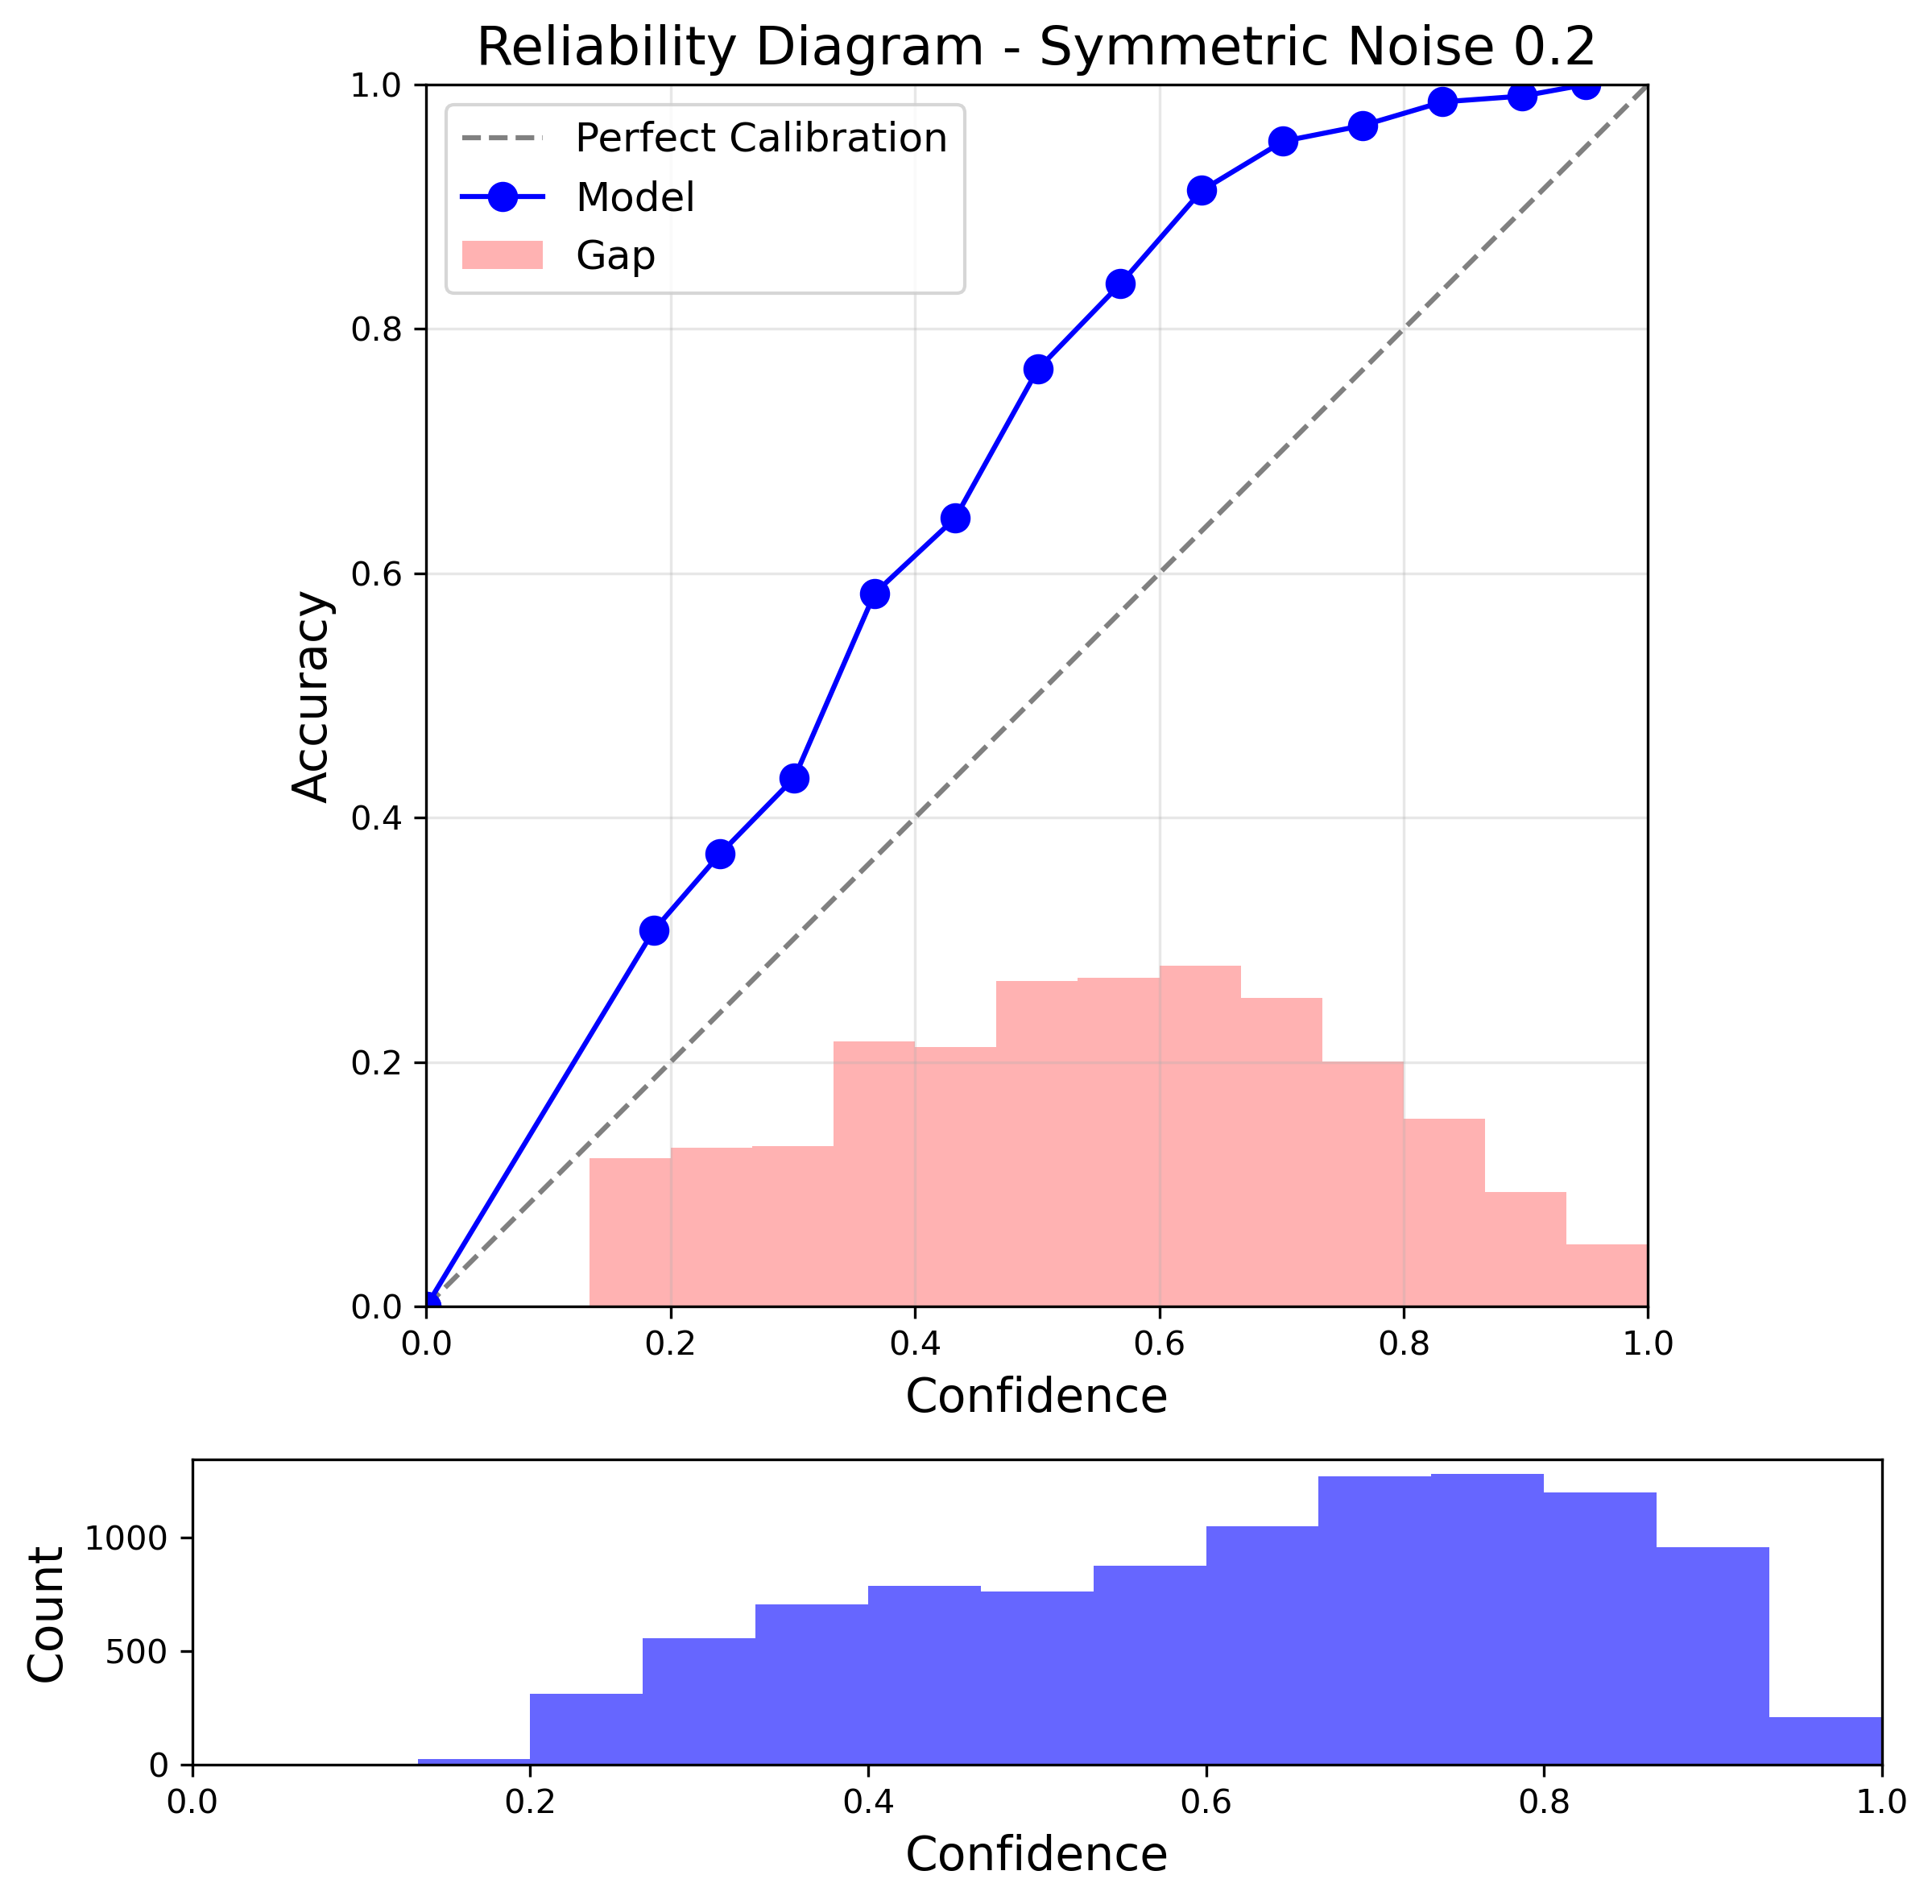 Reliability Diagram - Symmetric Noise 0.2
Perfect Calibration
Model
Gap
Accuracy
1.0
0.8
0.6
0.4
0.2
0.0
0.0 0.2 0.4 0.6 0.8 1.0
Confidence
Count
1000
500
0
0.0 0.2 0.4 0.6 0.8 1.0
Confidence